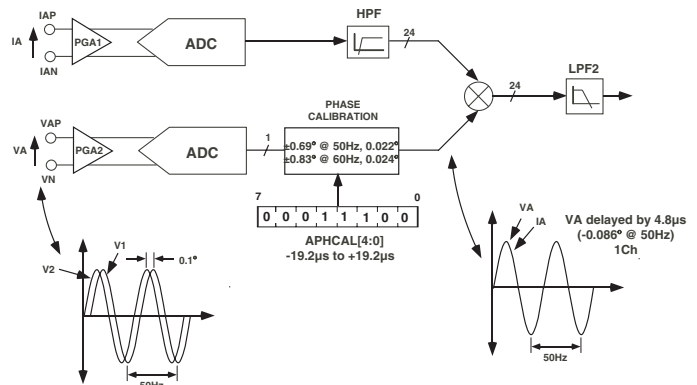 HPF
IAP
IA
PGA1
ADC
24
IAN
LPF2
24
PHASE
CALIBRATION
VAP
1
±0.69° @ 50Hz, 0.022°
±0.83° @ 60Hz, 0.024°
VA
PGA2
ADC
VN
7
0
0 0 0 1 1 1 0 0
APHCAL[4:0]
-19.2µs to +19.2µs
VA
IA
VA delayed by 4.8µs
(-0.086° @ 50Hz)
1Ch
V1
V2
0.1°
50Hz
50Hz